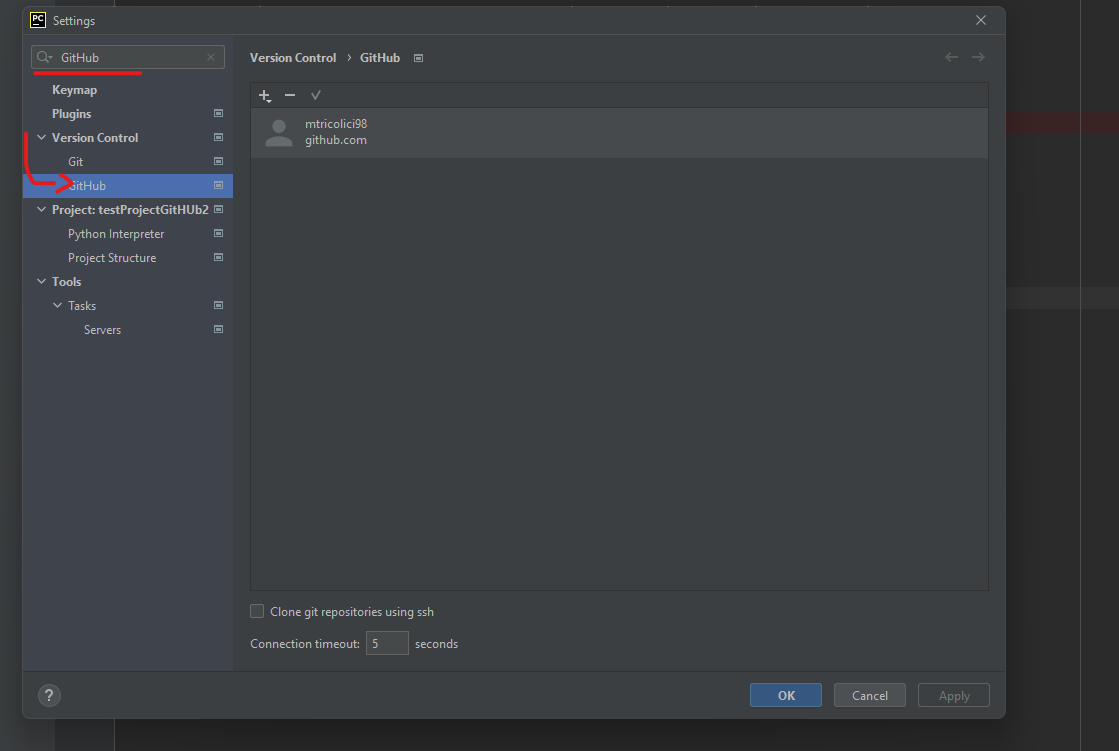 PC Settings
GitHub
Keymap
Plugins
Version Control
Git
GitHub
Project: testProjectGitHUb2
Python Interpreter
Project Structure
Tools
Tasks
Servers
Version Control › GitHub
mtricolici98
github.com
Clone git repositories using ssh
Connection timeout: 5 seconds
?
OK Cancel Apply